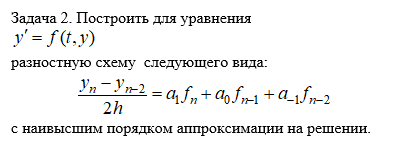 Задача 2. Построить для уравнения
y′ = f(t, y)
разностную схему следующего вида:
\frac{y_n − y_{n−2}}{2h} = a_1 f_n + a_0 f_{n−1} + a_{−1} f_{n−2}
с наивысшим порядком аппроксимации на решении.